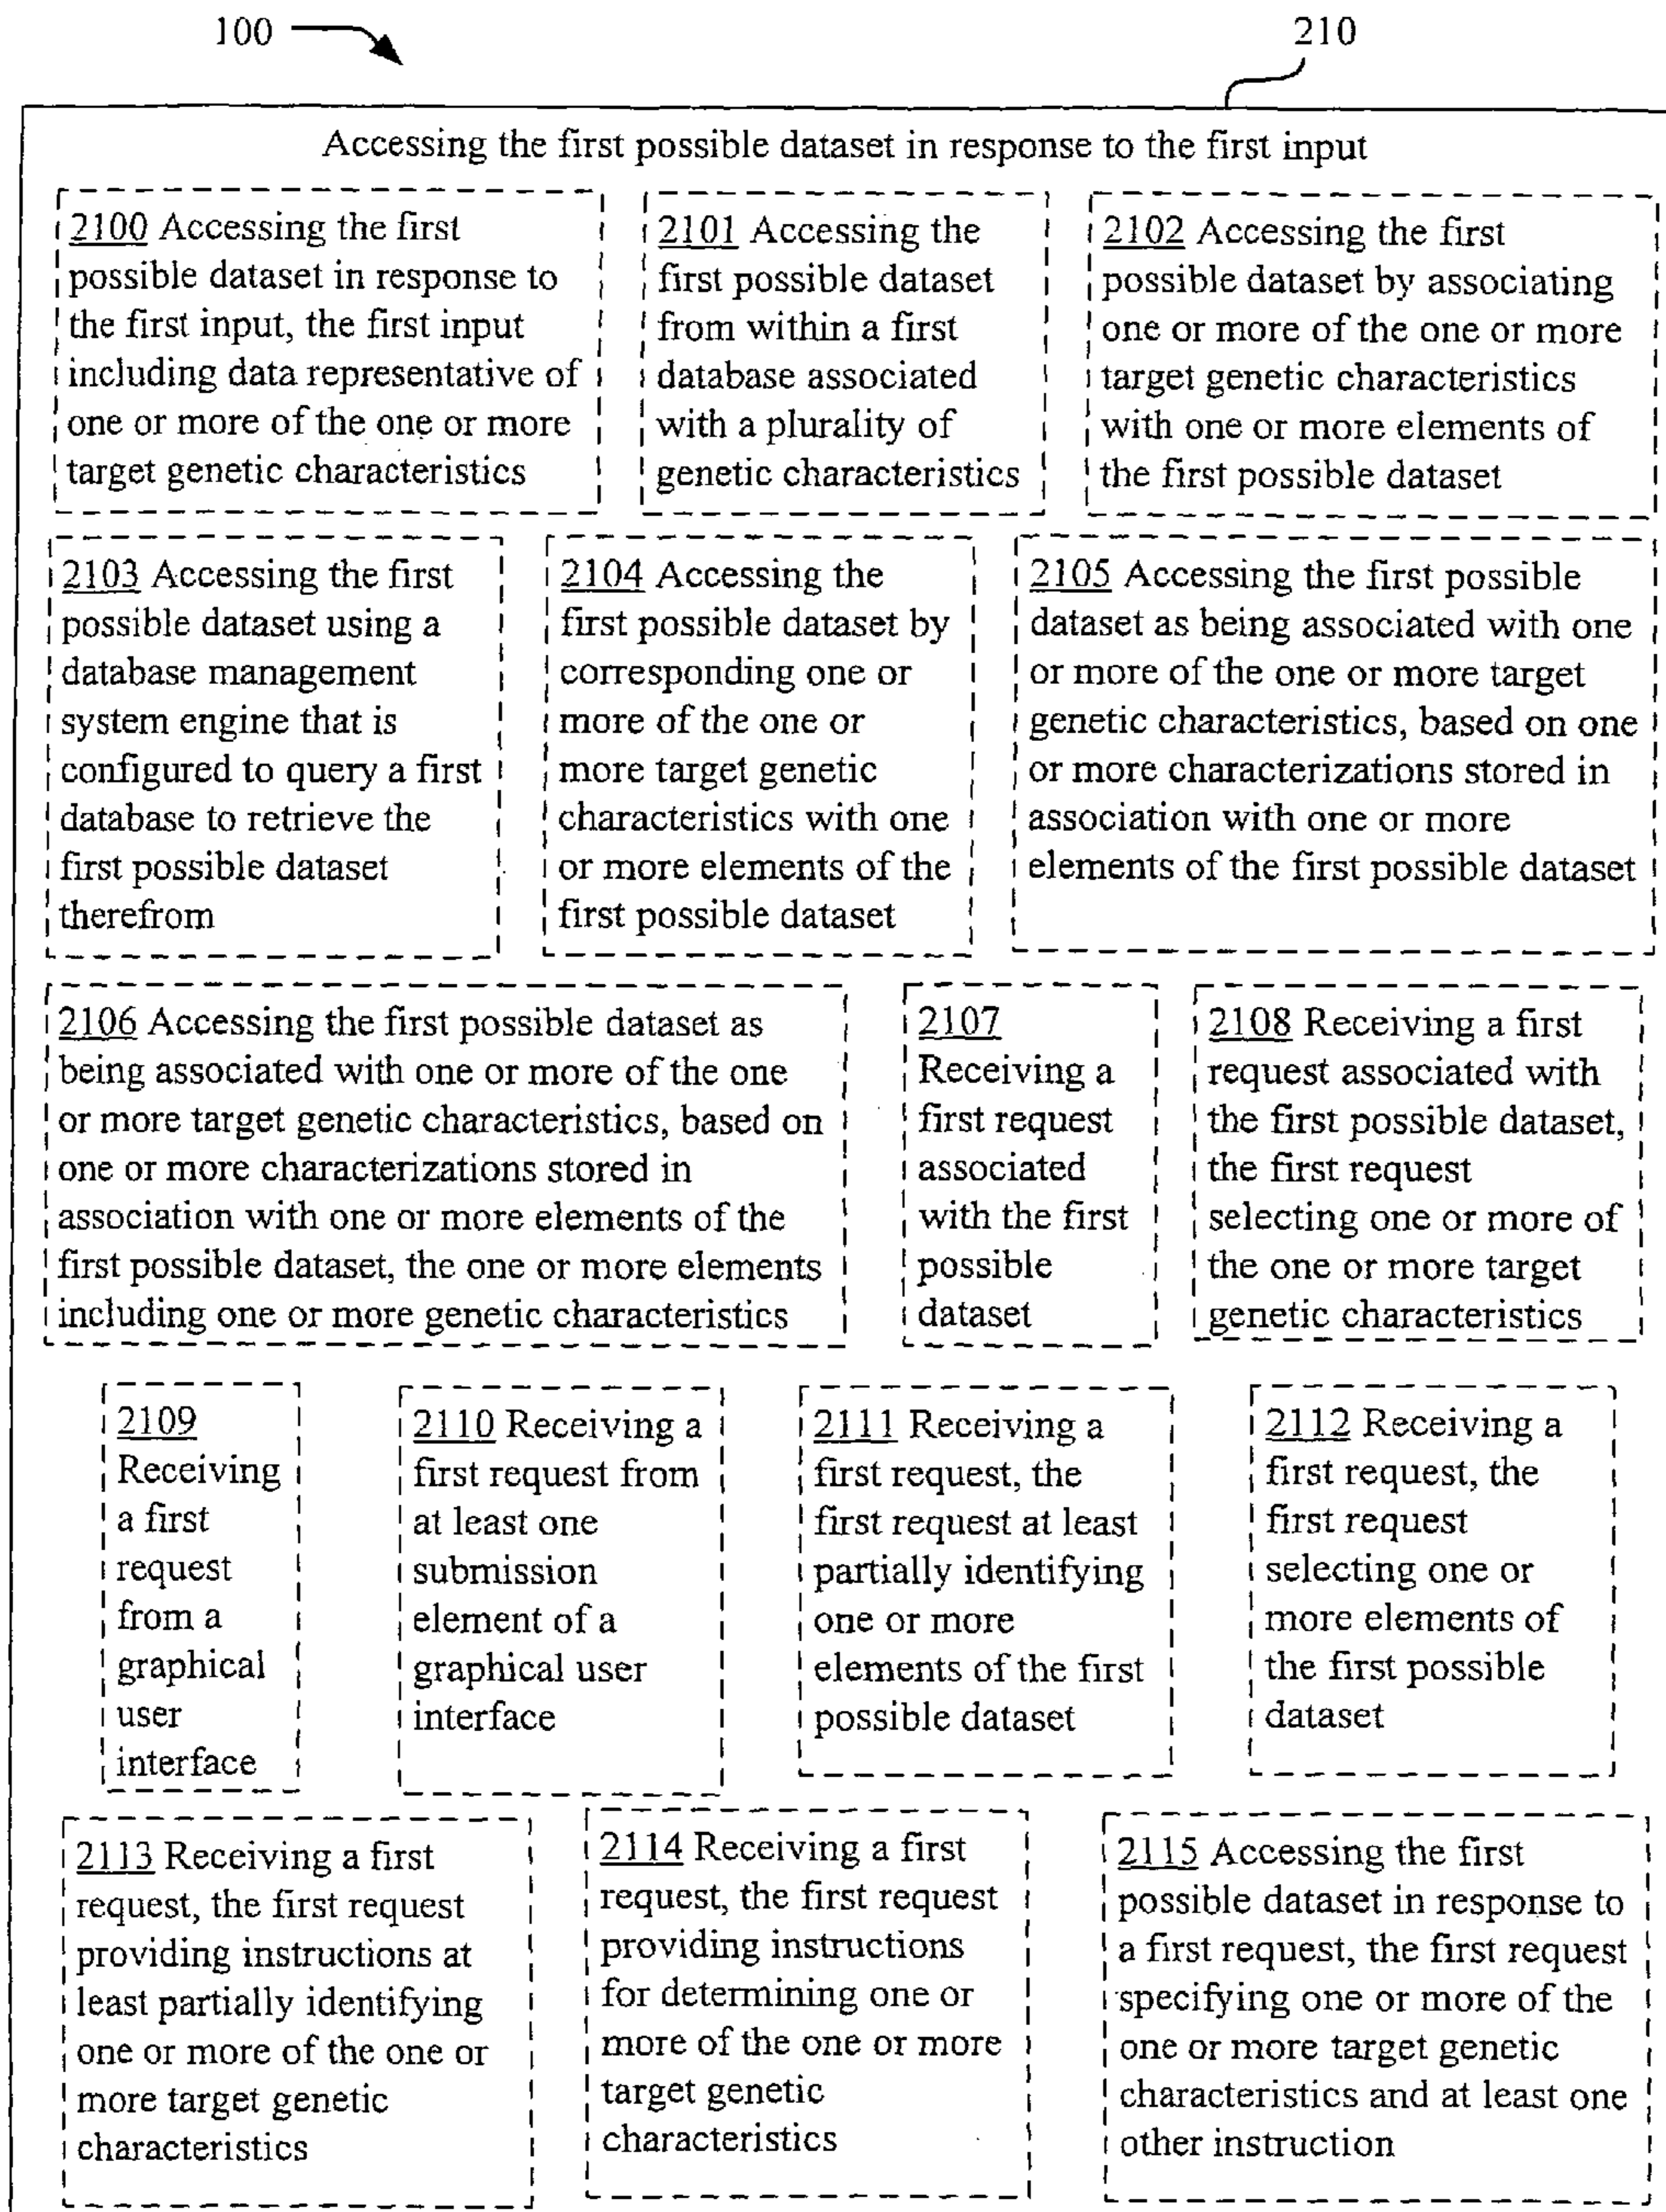 100
210
Accessing the first possible dataset in response to the first input
2100 Accessing the first
possible dataset in response to
the first input, the first input
including data representative of
one or more of the one or more
target genetic characteristics
2101 Accessing the
first possible dataset
from within a first
database associated
with a plurality of
genetic characteristics
2102 Accessing the first
possible dataset by associating
one or more of the one or more
target genetic characteristics
with one or more elements of
the first possible dataset
2103 Accessing the first
possible dataset using a
database management
system engine that is
configured to query a first
database to retrieve the
first possible dataset
therefrom
2104 Accessing the
first possible dataset by
corresponding one or
more of the one or
more target genetic
characteristics with one
or more elements of the
first possible dataset
2105 Accessing the first possible
dataset as being associated with one
or more of the one or more target
genetic characteristics, based on one
or more characterizations stored in
association with one or more
elements of the first possible dataset
2106 Accessing the first possible dataset as
being associated with one or more of the one
or more target genetic characteristics, based on
one or more characterizations stored in
association with one or more elements of the
first possible dataset, the one or more elements
including one or more genetic characteristics
2107
Receiving a
first request
associated
with the first
possible
dataset
2108 Receiving a first
request associated with
the first possible dataset,
the first request
selecting one or more of
the one or more target
genetic characteristics
2109
Receiving
a first
request
from a
graphical
user
interface
2110 Receiving a
first request from
at least one
submission
element of a
graphical user
interface
2111 Receiving a
first request, the
first request at least
partially identifying
one or more
elements of the first
possible dataset
2112 Receiving a
first request, the
first request
selecting one or
more elements of
the first possible
dataset
2113 Receiving a first
request, the first request
providing instructions at
least partially identifying
one or more of the one or
more target genetic
characteristics
2114 Receiving a first
request, the first request
providing instructions
for determining one or
more of the one or more
target genetic
characteristics
2115 Accessing the first
possible dataset in response to
a first request, the first request
specifying one or more of the
one or more target genetic
characteristics and at least one
other instruction